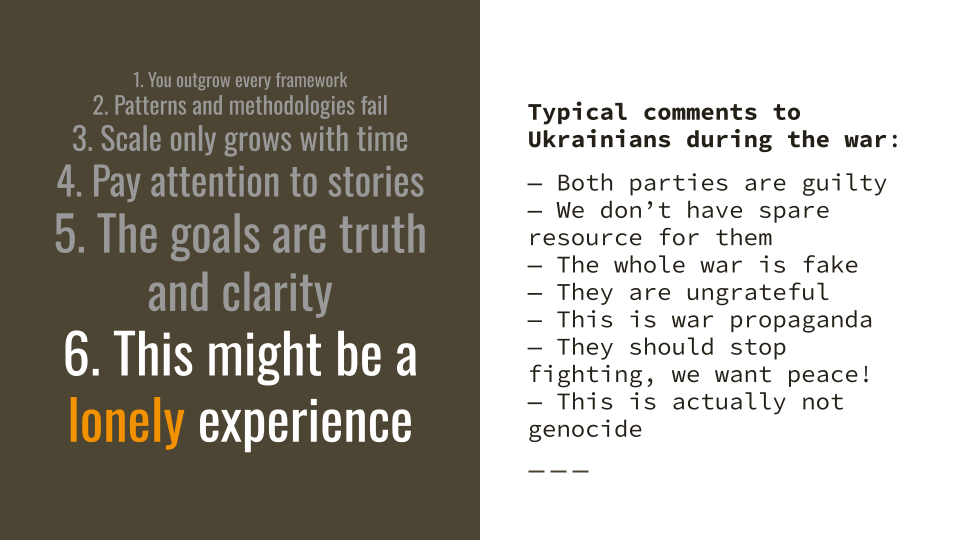 1. You outgrow every framework
2. Patterns and methodologies fail
3. Scale only grows with time
4. Pay attention to stories
5. The goals are truth
and clarity
6. This might be a
lonely experience
Typical comments to
Ukrainians during the war:
— Both parties are guilty
— We don’t have spare
resource for them
— The whole war is fake
— They are ungrateful
— This is war propaganda
— They should stop
fighting, we want peace!
— This is actually not
genocide
———